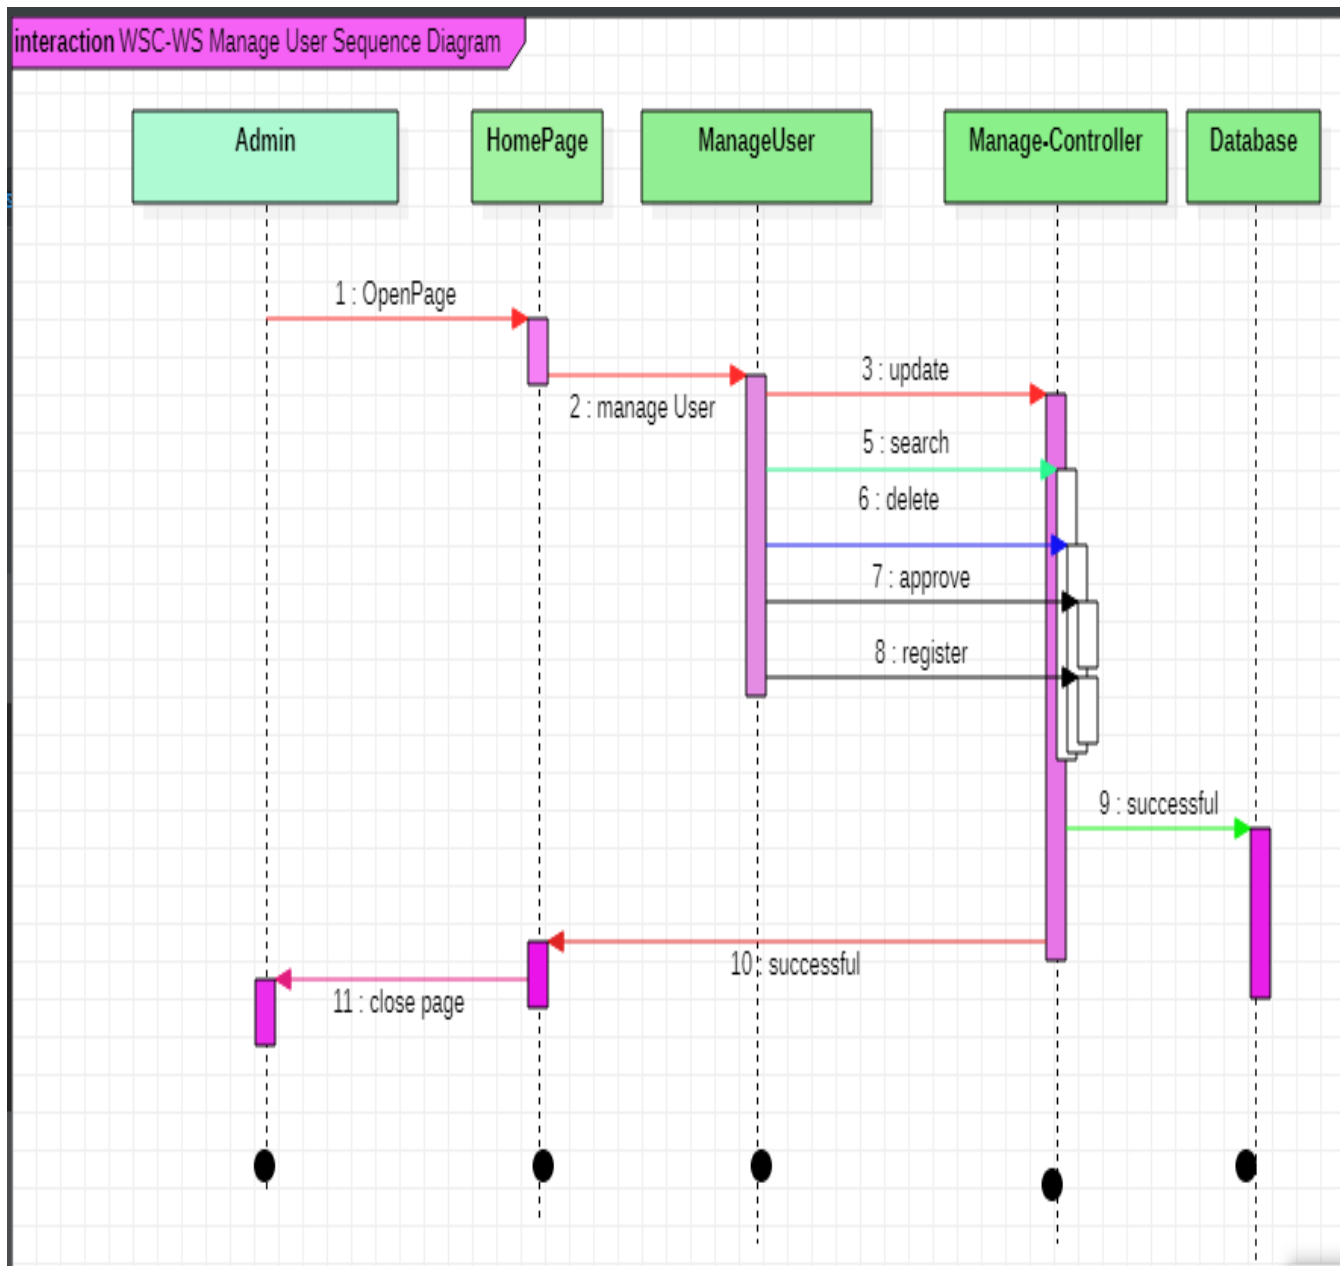 interaction WSC-WS Manage User Sequence Diagram
Admin
HomePage
ManageUser
Manage-Controller
Database
1 : OpenPage
2 : manage User
3 : update
5 : search
6 : delete
7 : approve
8 : register
9 : successful
10 : successful
11 : close page